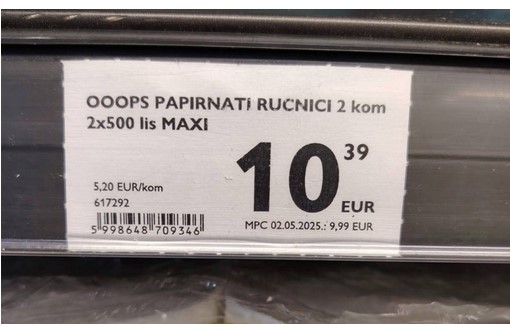 OOOPS PAPIRNATI RUCNICI 2 kom
2x500 lis MAXI
10 39 EUR
5,20 EUR/kom
617292
5 998648 709346
MPC 02.05.2025.: 9,99 EUR